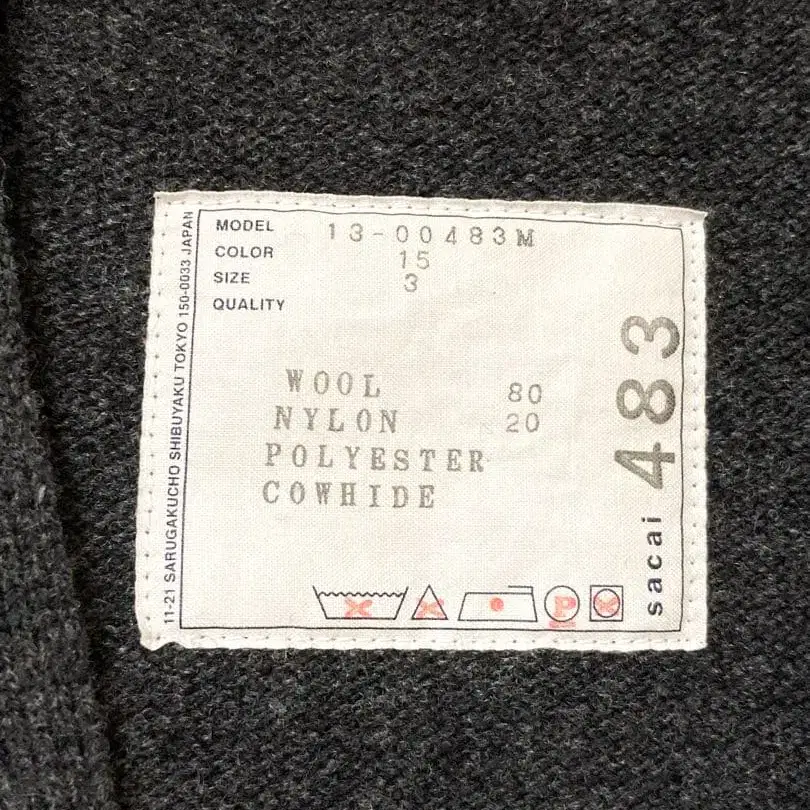 MODEL 13-00483M
COLOR 15
SIZE 3
QUALITY
WOOL 80
NYLON 20
POLYESTER
COWHIDE
P
sacai 483
11-21 SARUGAKUCHO SHIBUYAKU TOKYO 150-0033 JAPAN